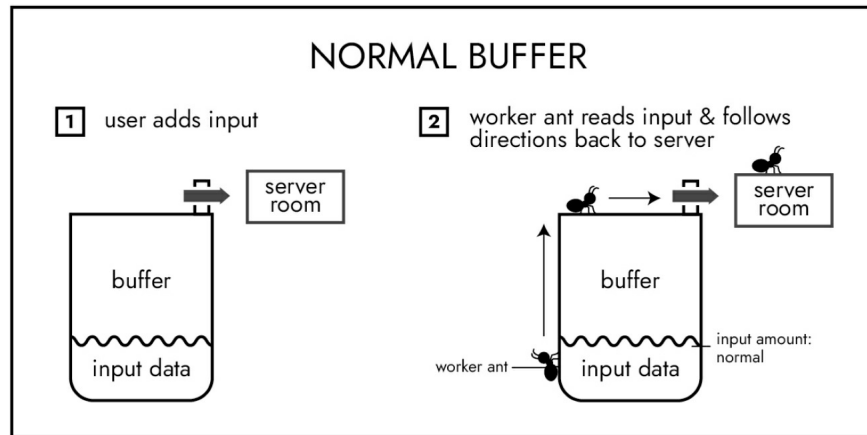 NORMAL BUFFER
1 user adds input
server
room
buffer
input data
2 worker ant reads input & follows
directions back to server
server
room
buffer
input amount:
normal
worker ant
input data